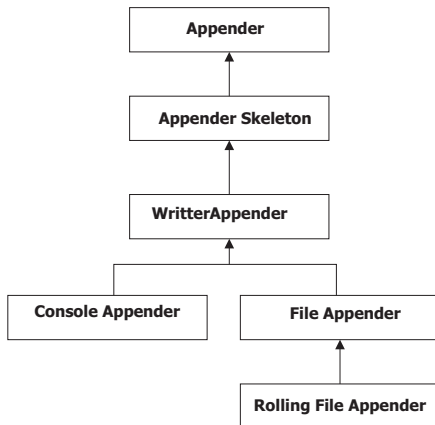 Appender
Appender Skeleton
WritterAppender
Console Appender
File Appender
Rolling File Appender